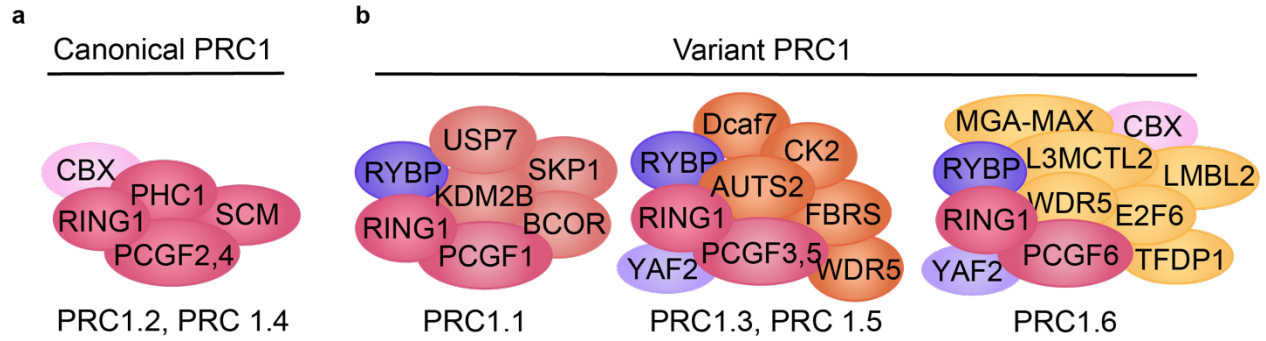 a
Canonical PRC1
CBX
PHC1
RING1
SCM
PCGF2,4
PRC1.2, PRC 1.4
b
Variant PRC1
USP7
RYBP
SKP1
KDM2B
RING1
BCOR
PCGF1
PRC1.1
Dcaf7
RYBP
CK2
AUTS2
RING1
FBRS
PCGF3,5
YAF2
WDR5
PRC1.3, PRC 1.5
MGA-MAX
CBX
RYBP
L3MCTL2
LMBL2
WDR5
RING1
E2F6
PCGF6
YAF2
TFDP1
PRC1.6